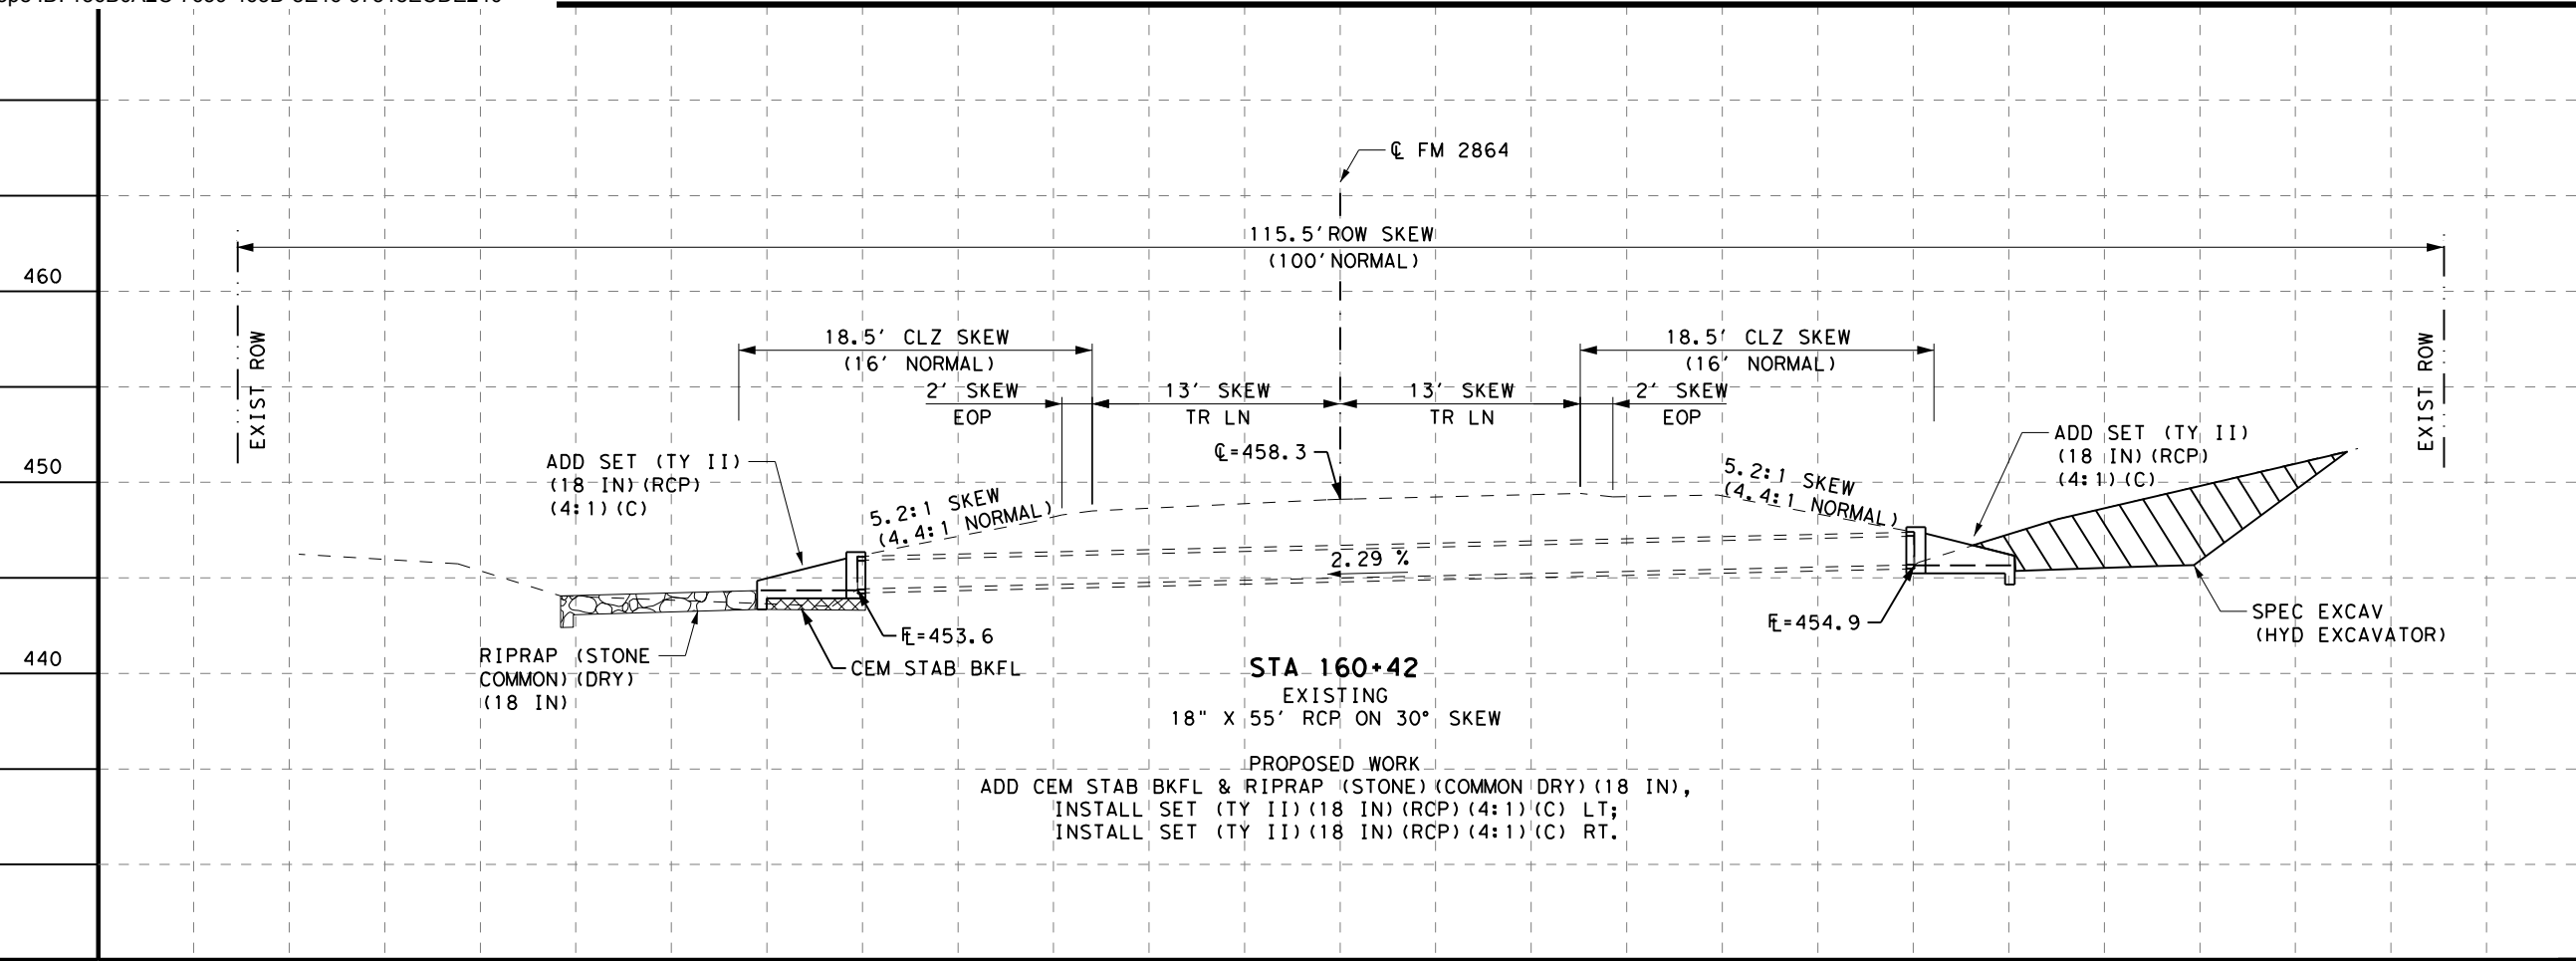 ℄ FM 2864
115.5' ROW SKEW
(100' NORMAL)
460
EXIST ROW
18.5' CLZ SKEW
(16' NORMAL)
18.5' CLZ SKEW
(16' NORMAL)
EXIST ROW
2' SKEW
EOP
13' SKEW
TR LN
13' SKEW
TR LN
2' SKEW
EOP
450
ADD SET (TY II)
(18 IN)(RCP)
(4:1)(C)
℄=458.3
5.2:1 SKEW
(4.4:1 NORMAL)
5.2:1 SKEW
(4.4:1 NORMAL)
ADD SET (TY II)
(18 IN)(RCP)
(4:1)(C)
2.29 %
FL=453.6
FL=454.9
SPEC EXCAV
(HYD EXCAVATOR)
440
RIPRAP (STONE
COMMON)(DRY)
(18 IN)
CEM STAB BKFL
STA 160+42
EXISTING
18" X 55' RCP ON 30° SKEW
PROPOSED WORK
ADD CEM STAB BKFL & RIPRAP (STONE)(COMMON DRY)(18 IN),
INSTALL SET (TY II)(18 IN)(RCP)(4:1)(C) LT;
INSTALL SET (TY II)(18 IN)(RCP)(4:1)(C) RT.